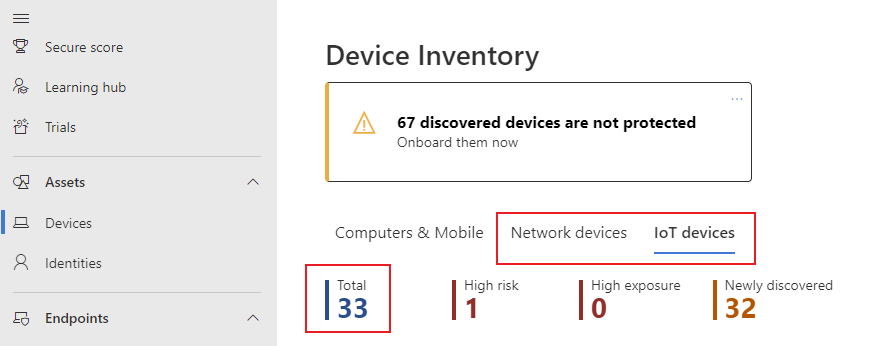 Secure score
Learning hub
Trials
Assets
Devices
Identities
Endpoints
Device Inventory
...
67 discovered devices are not protected
Onboard them now
Computers & Mobile Network devices IoT devices
Total High risk High exposure Newly discovered
33 1 0 32